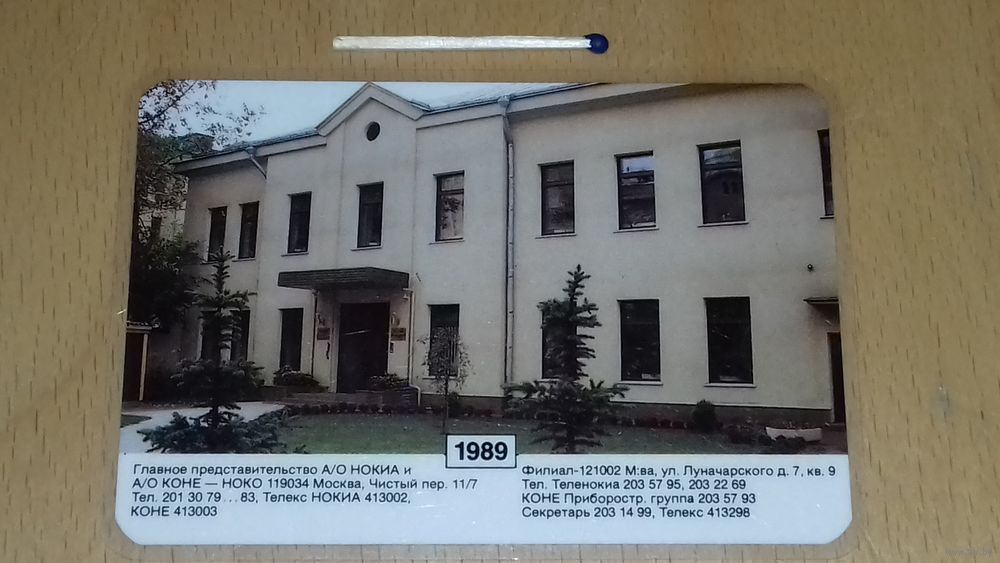 1989
Главное представительство А/О НОКИА и
А/О КОНЕ — НОКО 119034 Москва, Чистый пер. 11/7
Тел. 201 30 79 ... 83, Телекс НОКИА 413002,
КОНЕ 413003
Филиал-121002 М:ва, ул. Луначарского д. 7, кв. 9
Тел. Теленокиа 203 57 95, 203 22 69
КОНЕ Приборостр. группа 203 57 93
Секретарь 203 14 99, Телекс 413298